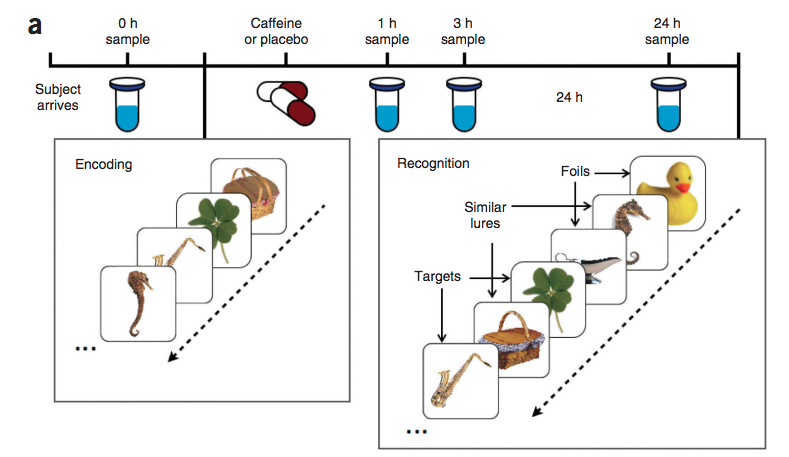 a
0 h
sample
Caffeine
or placebo
1 h
sample
3 h
sample
24 h
sample
Subject
arrives
24 h
Encoding
...
Recognition
Foils
Similar
lures
Targets
...